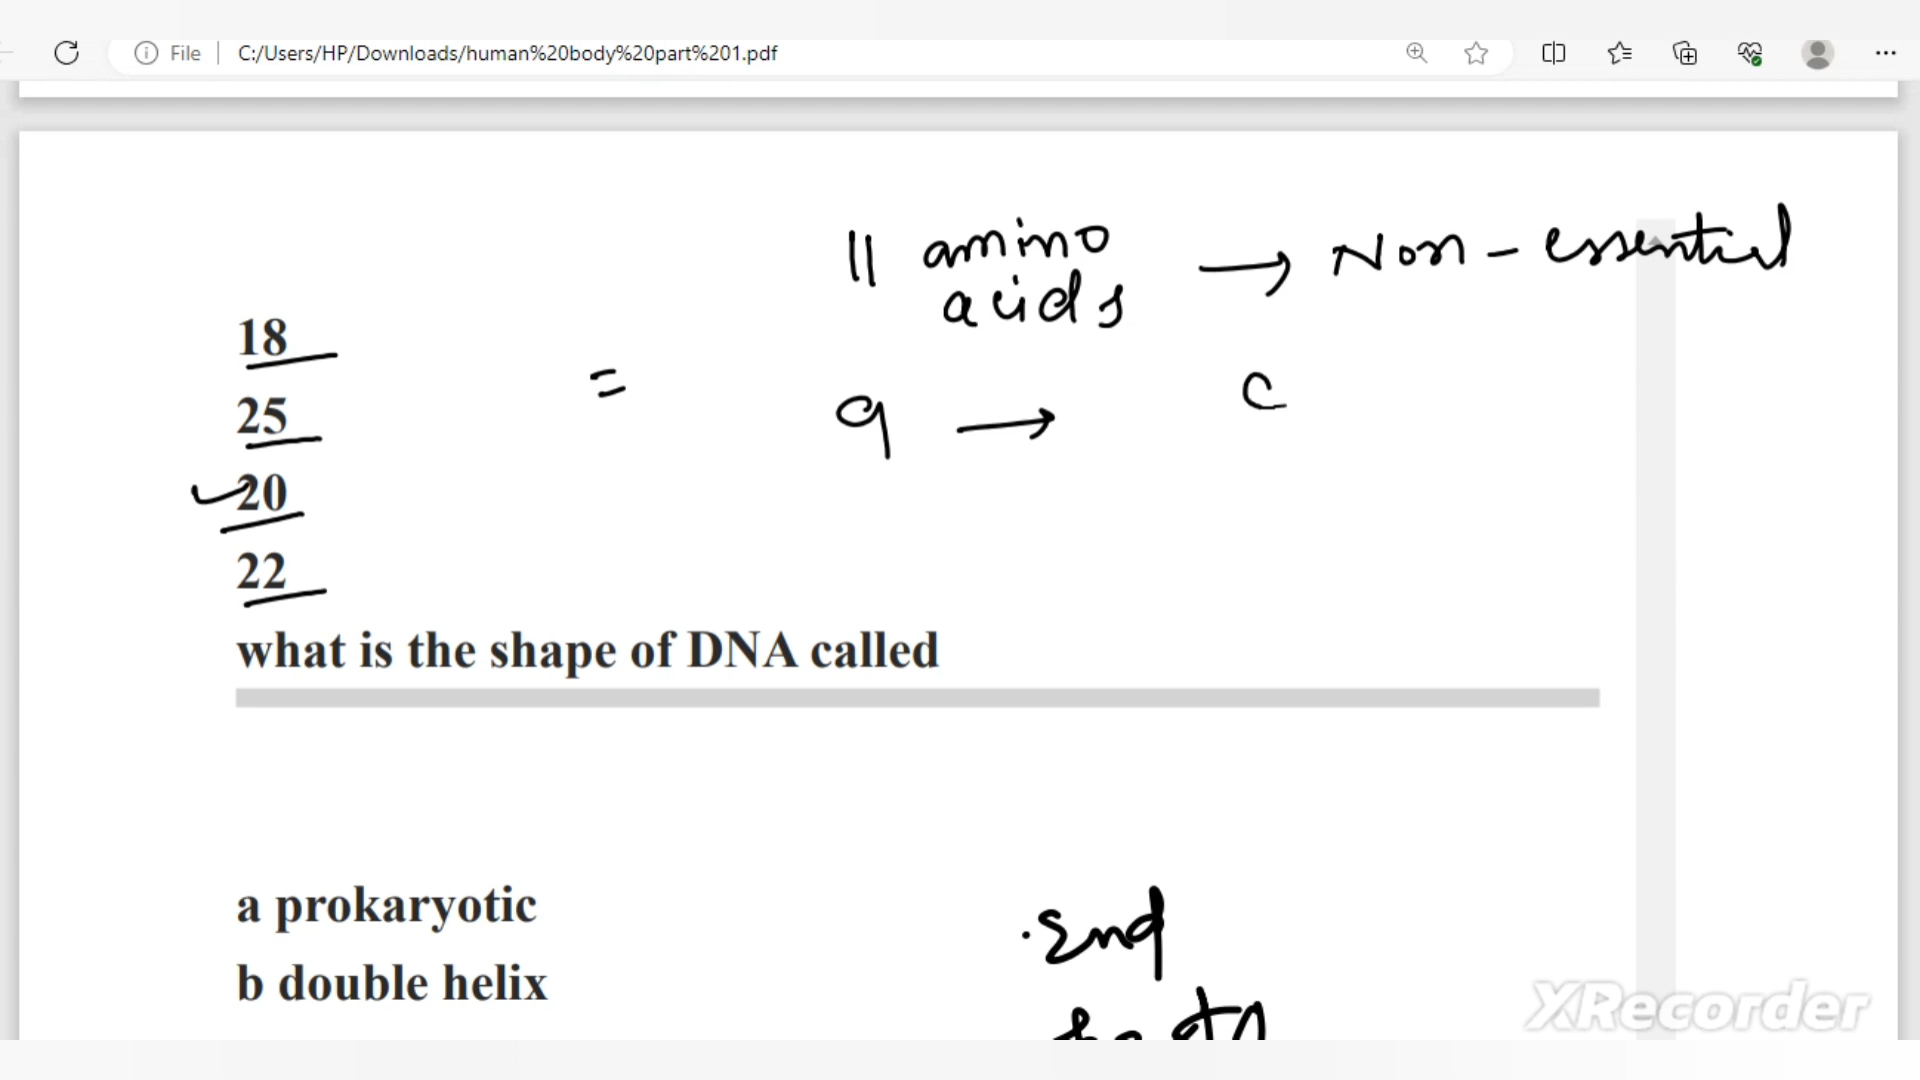 File C:/Users/HP/Downloads/human%20body%20part%201.pdf
11 amino acids → Non-essential
18
25
9 →
20
22
what is the shape of DNA called
a prokaryotic
b double helix
End
XRecorder